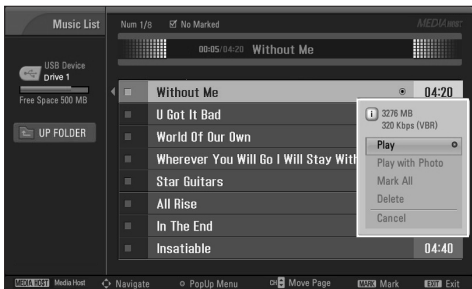 Music List
Num 1/8 No Marked
MEDIA HOST
00:05/04:20 Without Me
USB Device
Drive 1
Free Space 500 MB
UP FOLDER
Without Me 04:20
U Got It Bad
World Of Our Own
Wherever You Will Go I Will Stay With
Star Guitars
All Rise
In The End
Insatiable 04:40
i 3276 MB
320 Kbps (VBR)
Play
Play with Photo
Mark All
Delete
Cancel
MEDIA HOST Media Host Navigate PopUp Menu CH Move Page MARK Mark EXIT Exit